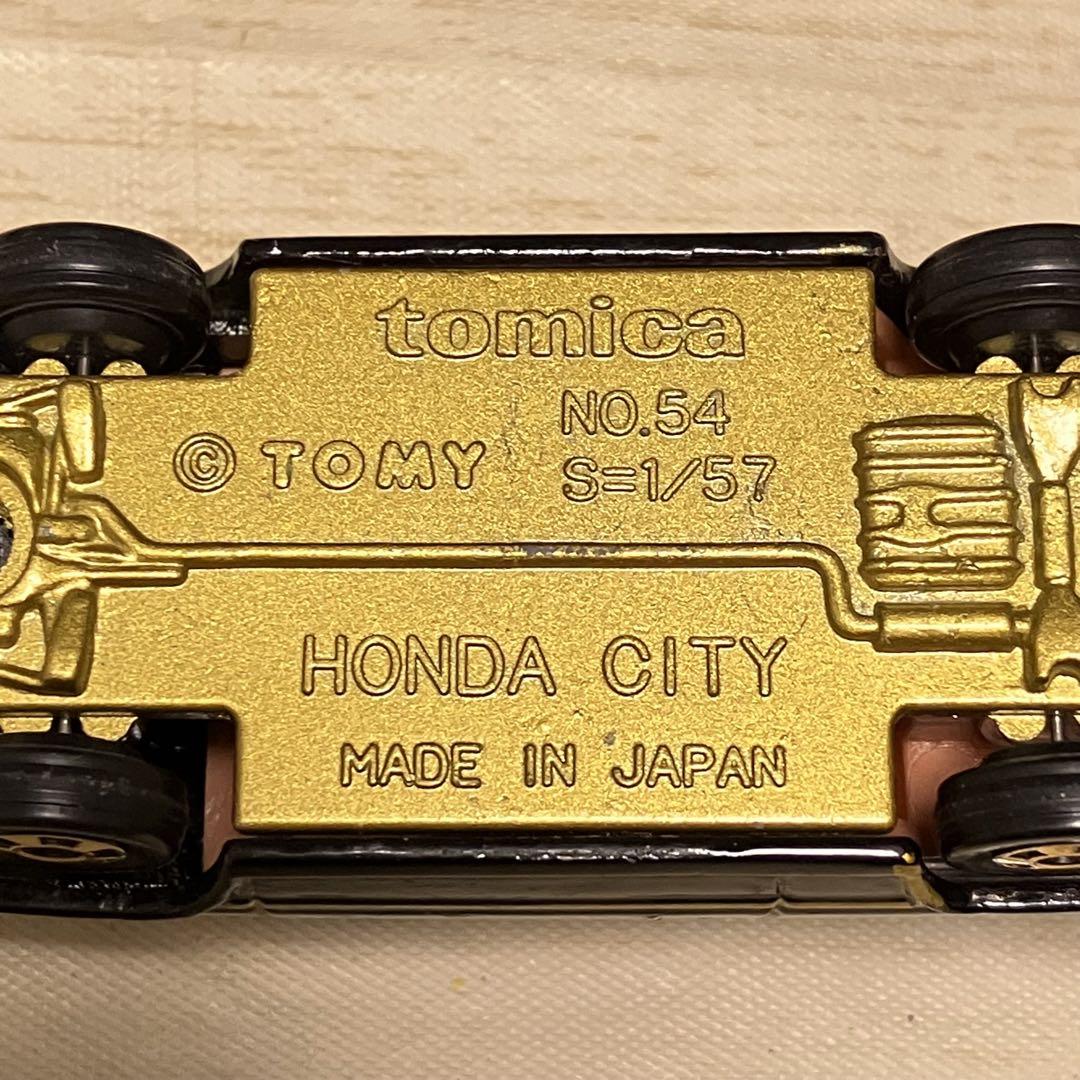 tomica
NO.54
© TOMY
S=1/57
HONDA CITY
MADE IN JAPAN